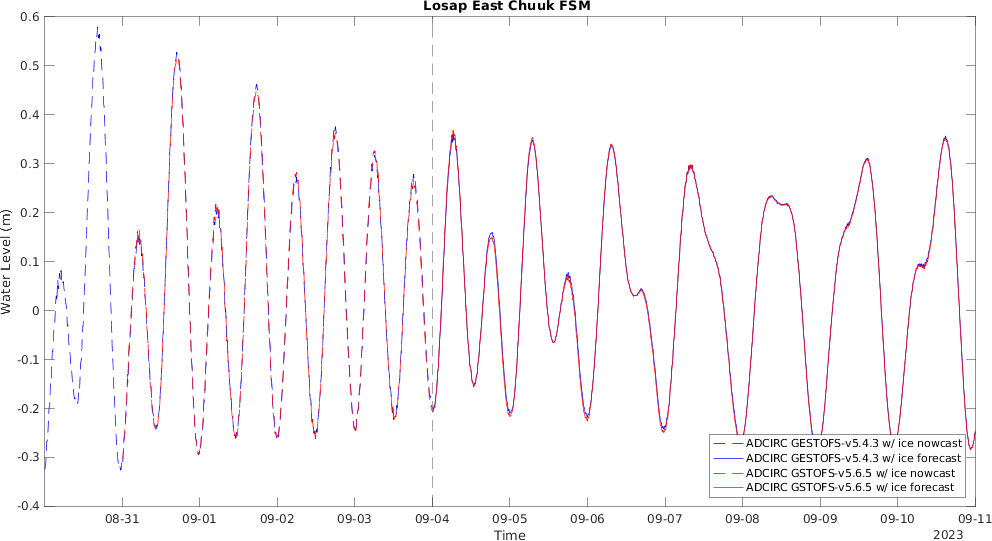 Losap East Chuuk FSM
0.6
0.5
0.4
0.3
0.2
0.1
0
-0.1
-0.2
-0.3
-0.4
Water Level (m)
ADCIRC GESTOFS-v5.4.3 w/ ice nowcast
ADCIRC GESTOFS-v5.4.3 w/ ice forecast
ADCIRC GSTOFS-v5.6.5 w/ ice nowcast
ADCIRC GSTOFS-v5.6.5 w/ ice forecast
08-31 09-01 09-02 09-03 09-04 09-05 09-06 09-07 09-08 09-09 09-10 09-11
Time
2023